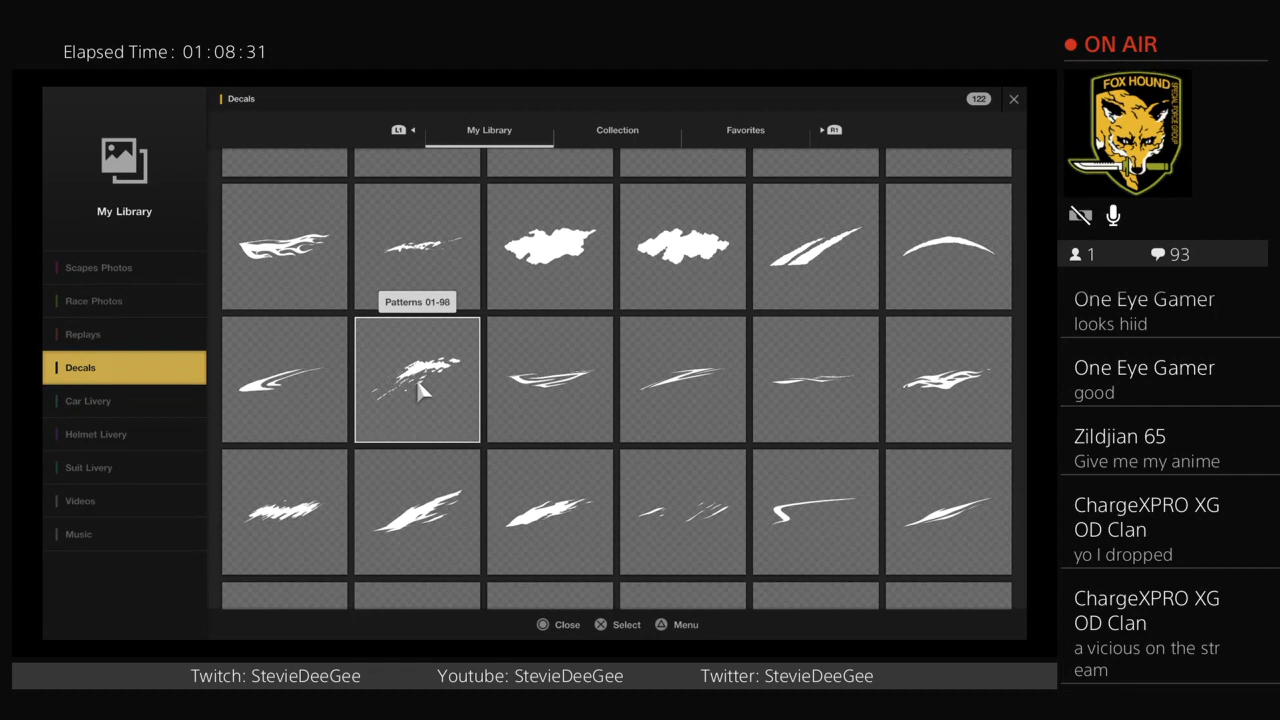 Elapsed Time: 01:08:31
ON AIR
FOX HOUND
SPECIAL FORCE GROUP
Decals
122
L1
My Library
Collection
Favorites
R1
My Library
Scapes Photos
Race Photos
Replays
Decals
Car Livery
Helmet Livery
Suit Livery
Videos
Music
Patterns 01-98
Close
Select
Menu
1
93
One Eye Gamer
looks hiid
One Eye Gamer
good
Zildjian 65
Give me my anime
ChargeXPRO XG
OD Clan
yo I dropped
ChargeXPRO XG
OD Clan
a vicious on the str
eam
Twitch: StevieDeeGee
Youtube: StevieDeeGee
Twitter: StevieDeeGee